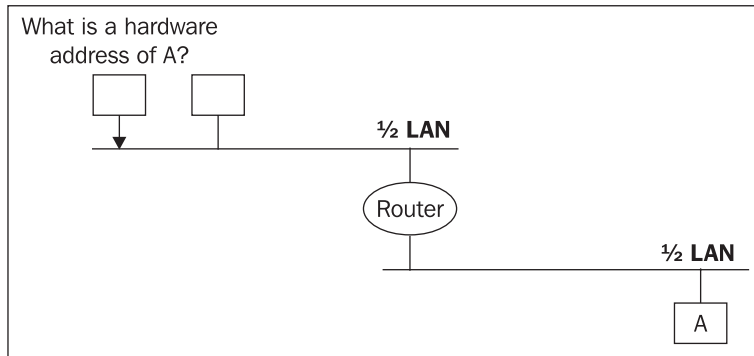 What is a hardware
address of A?
½ LAN
Router
½ LAN
A